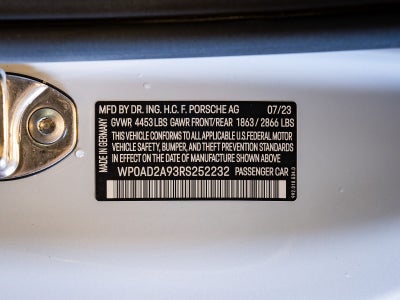 MFD BY DR. ING. H.C. F. PORSCHE AG 07/23
GVWR 4453 LBS GAWR FRONT/REAR 1863 / 2866 LBS
THIS VEHICLE CONFORMS TO ALL APPLICABLE U.S. FEDERAL MOTOR
VEHICLE SAFETY, BUMPER, AND THEFT PREVENTION STANDARDS
IN EFFECT ON THE DATE OF MANUFACTURE SHOWN ABOVE
WP0AD2A93RS252232 PASSENGER CAR
MADE IN GERMANY